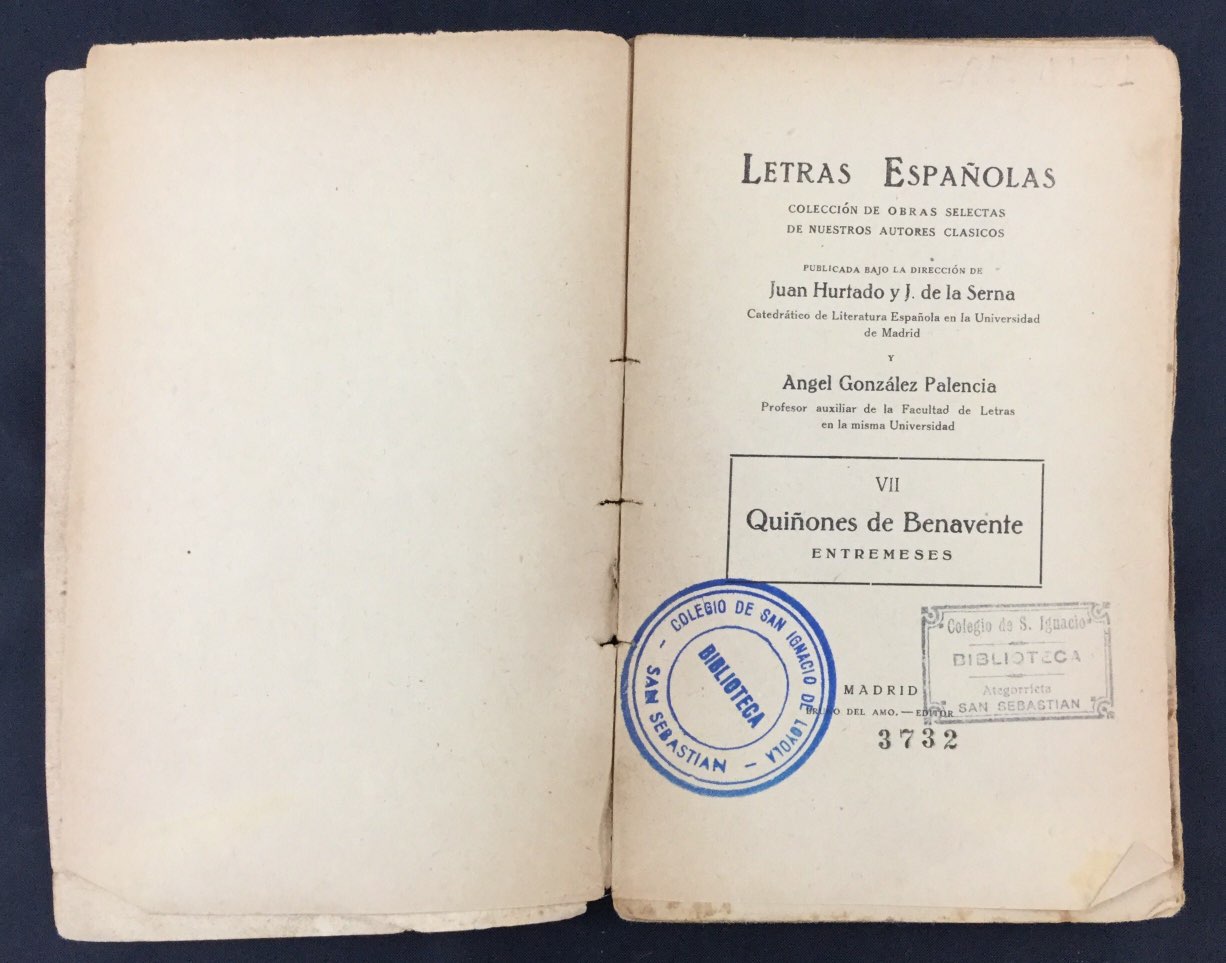 LETRAS ESPAÑOLAS
COLECCIÓN DE OBRAS SELECTAS
DE NUESTROS AUTORES CLASICOS
PUBLICADA BAJO LA DIRECCIÓN DE
Juan Hurtado y J. de la Serna
Catedrático de Literatura Española en la Universidad
de Madrid
Y
Angel González Palencia
Profesor auxiliar de la Facultad de Letras
en la misma Universidad
VII
Quiñones de Benavente
ENTREMESES
COLEGIO DE SAN IGNACIO DE LOYOLA
BIBLIOTECA
SAN SEBASTIAN
Colegio de S. Ignacio
BIBLIOTECA
Ategorrieta
SAN SEBASTIAN
MADRID
BRUNO DEL AMO.—EDITOR
3732